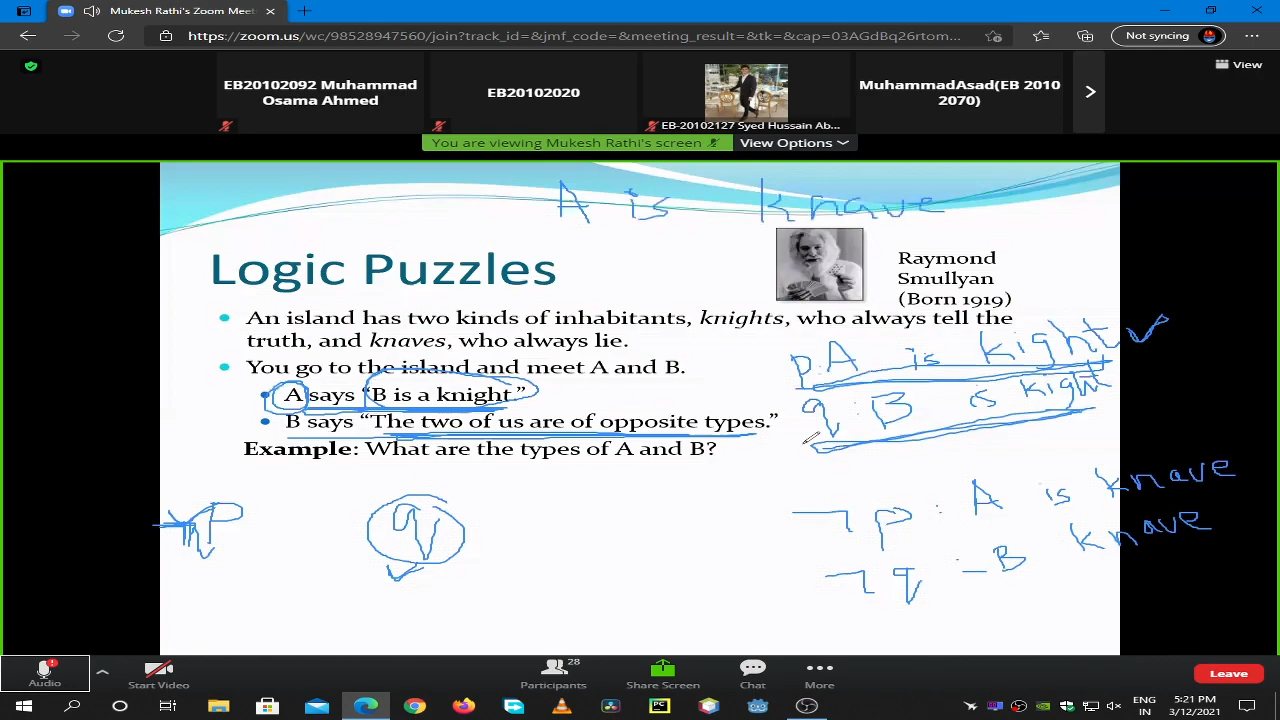 Mukesh Rathi's Zoom Meet
https://zoom.us/wc/98528947560/join?track_id=&jmf_code=&meeting_result=&tk=&cap=03AGdBq26rtom...
Not syncing
View
EB20102092 Muhammad Osama Ahmed
EB20102020
EB-20102127 Syed Hussain Ab...
MuhammadAsad(EB 2010 2070)
You are viewing Mukesh Rathi's screen
View Options
A is knave
Logic Puzzles
Raymond
Smullyan
(Born 1919)
An island has two kinds of inhabitants, knights, who always tell the
truth, and knaves, who always lie.
You go to the island and meet A and B.
p: A is kight
A says “B is a knight.”
q : B is kight
B says “The two of us are of opposite types.”
Example: What are the types of A and B?
p
q
¬ p : A is knave
¬ q : B knave
Audio
Start Video
28
Participants
Share Screen
Chat
More
Leave
ENG
IN
5:21 PM
3/12/2021